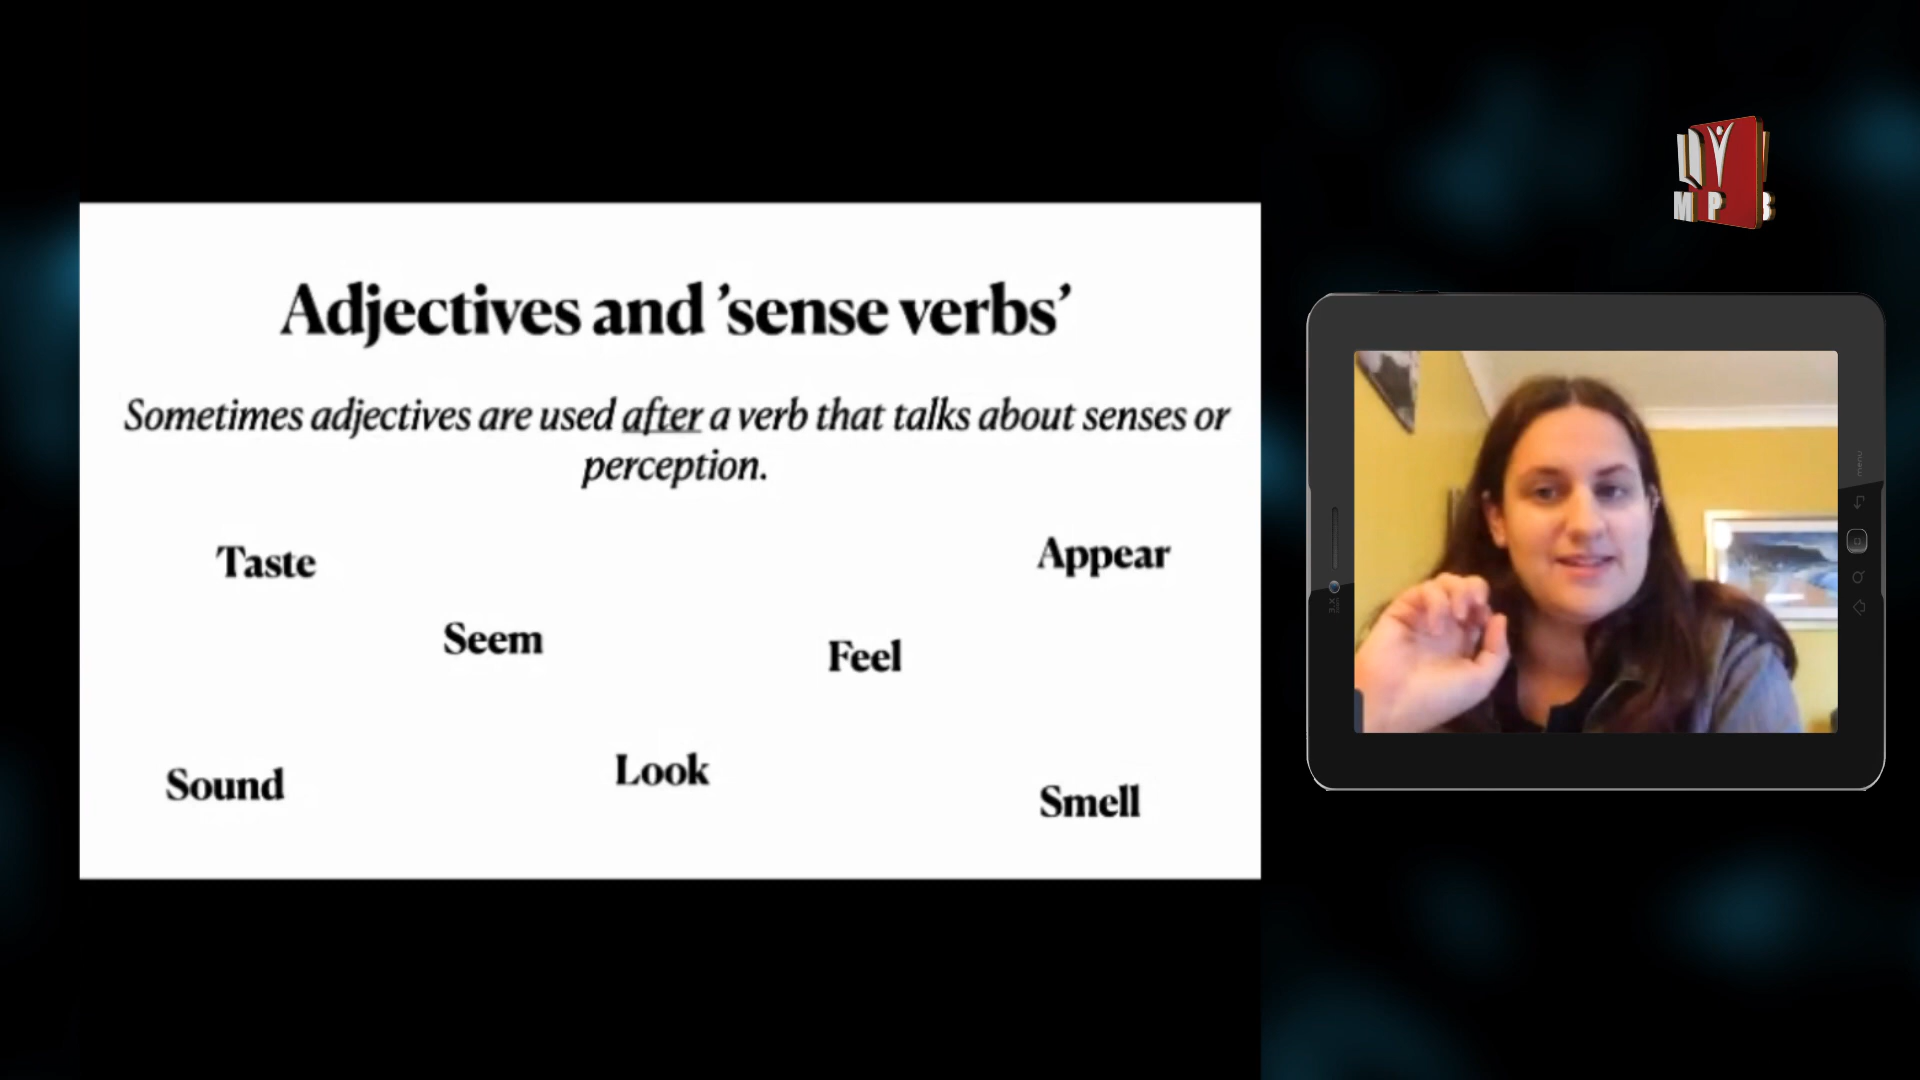 Adjectives and ’sense verbs’
Sometimes adjectives are used after a verb that talks about senses or
perception.
Taste
Appear
Seem
Feel
Sound
Look
Smell
M P B
menu